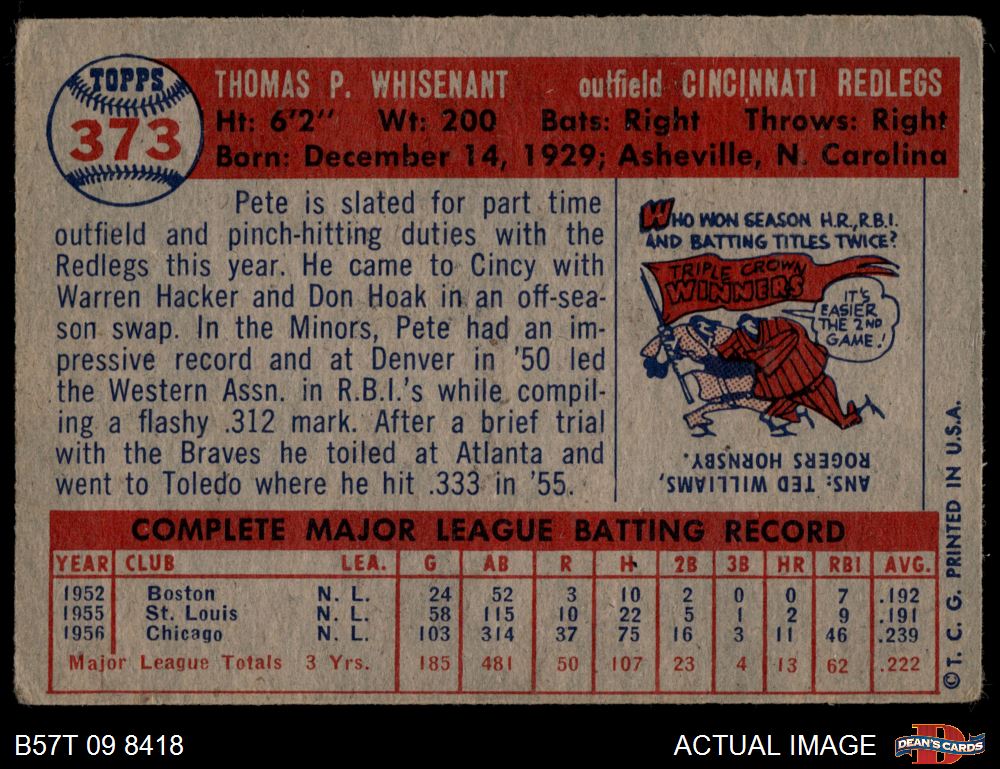 TOPPS
373
THOMAS P. WHISENANT outfield CINCINNATI REDLEGS
Ht: 6'2" Wt: 200 Bats: Right Throws: Right
Born: December 14, 1929; Asheville, N. Carolina
Pete is slated for part time
outfield and pinch-hitting duties with the
Redlegs this year. He came to Cincy with
Warren Hacker and Don Hoak in an off-sea-
son swap. In the Minors, Pete had an im-
pressive record and at Denver in '50 led
the Western Assn. in R.B.I.'s while compil-
ing a flashy .312 mark. After a brief trial
with the Braves he toiled at Atlanta and
went to Toledo where he hit .333 in '55.
WHO WON SEASON H.R., R.B.I.
AND BATTING TITLES TWICE?
TRIPLE CROWN
WINNERS
IT'S
EASIER
THE 2ND
GAME!
ANS: TED WILLIAMS,
ROGERS HORNSBY.
COMPLETE MAJOR LEAGUE BATTING RECORD
YEAR CLUB LEA. G AB R H 2B 3B HR RBI AVG.
1952 Boston N. L. 24 52 3 10 2 0 0 7 .192
1955 St. Louis N. L. 58 115 10 22 5 1 2 9 .191
1956 Chicago N. L. 103 314 37 75 16 3 11 46 .239
Major League Totals 3 Yrs. 185 481 50 107 23 4 13 62 .222
©T. C. G. PRINTED IN U.S.A.
B57T 09 8418
ACTUAL IMAGE
DEAN'S CARDS